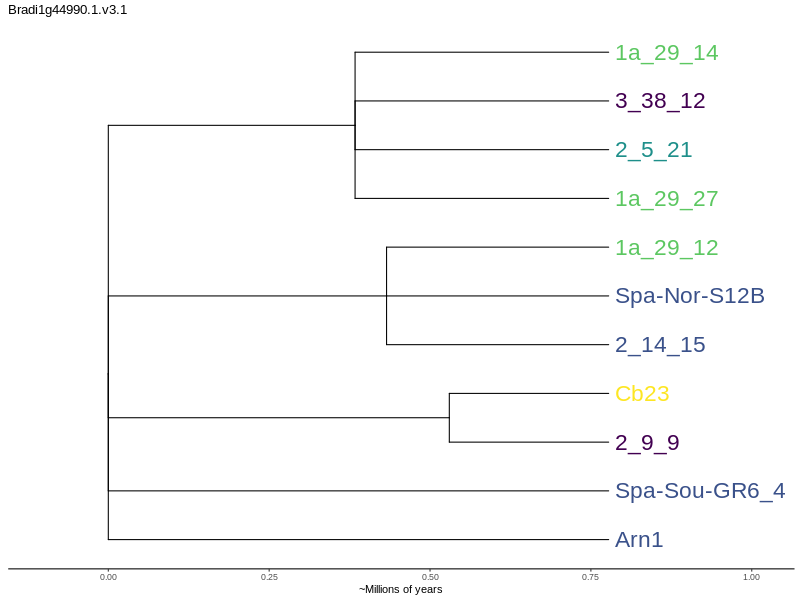 Bradi1g44990.1.v3.1
1a_29_14
3_38_12
2_5_21
1a_29_27
1a_29_12
Spa-Nor-S12B
2_14_15
Cb23
2_9_9
Spa-Sou-GR6_4
Arn1
0.00 0.25 0.50 0.75 1.00
~Millions of years